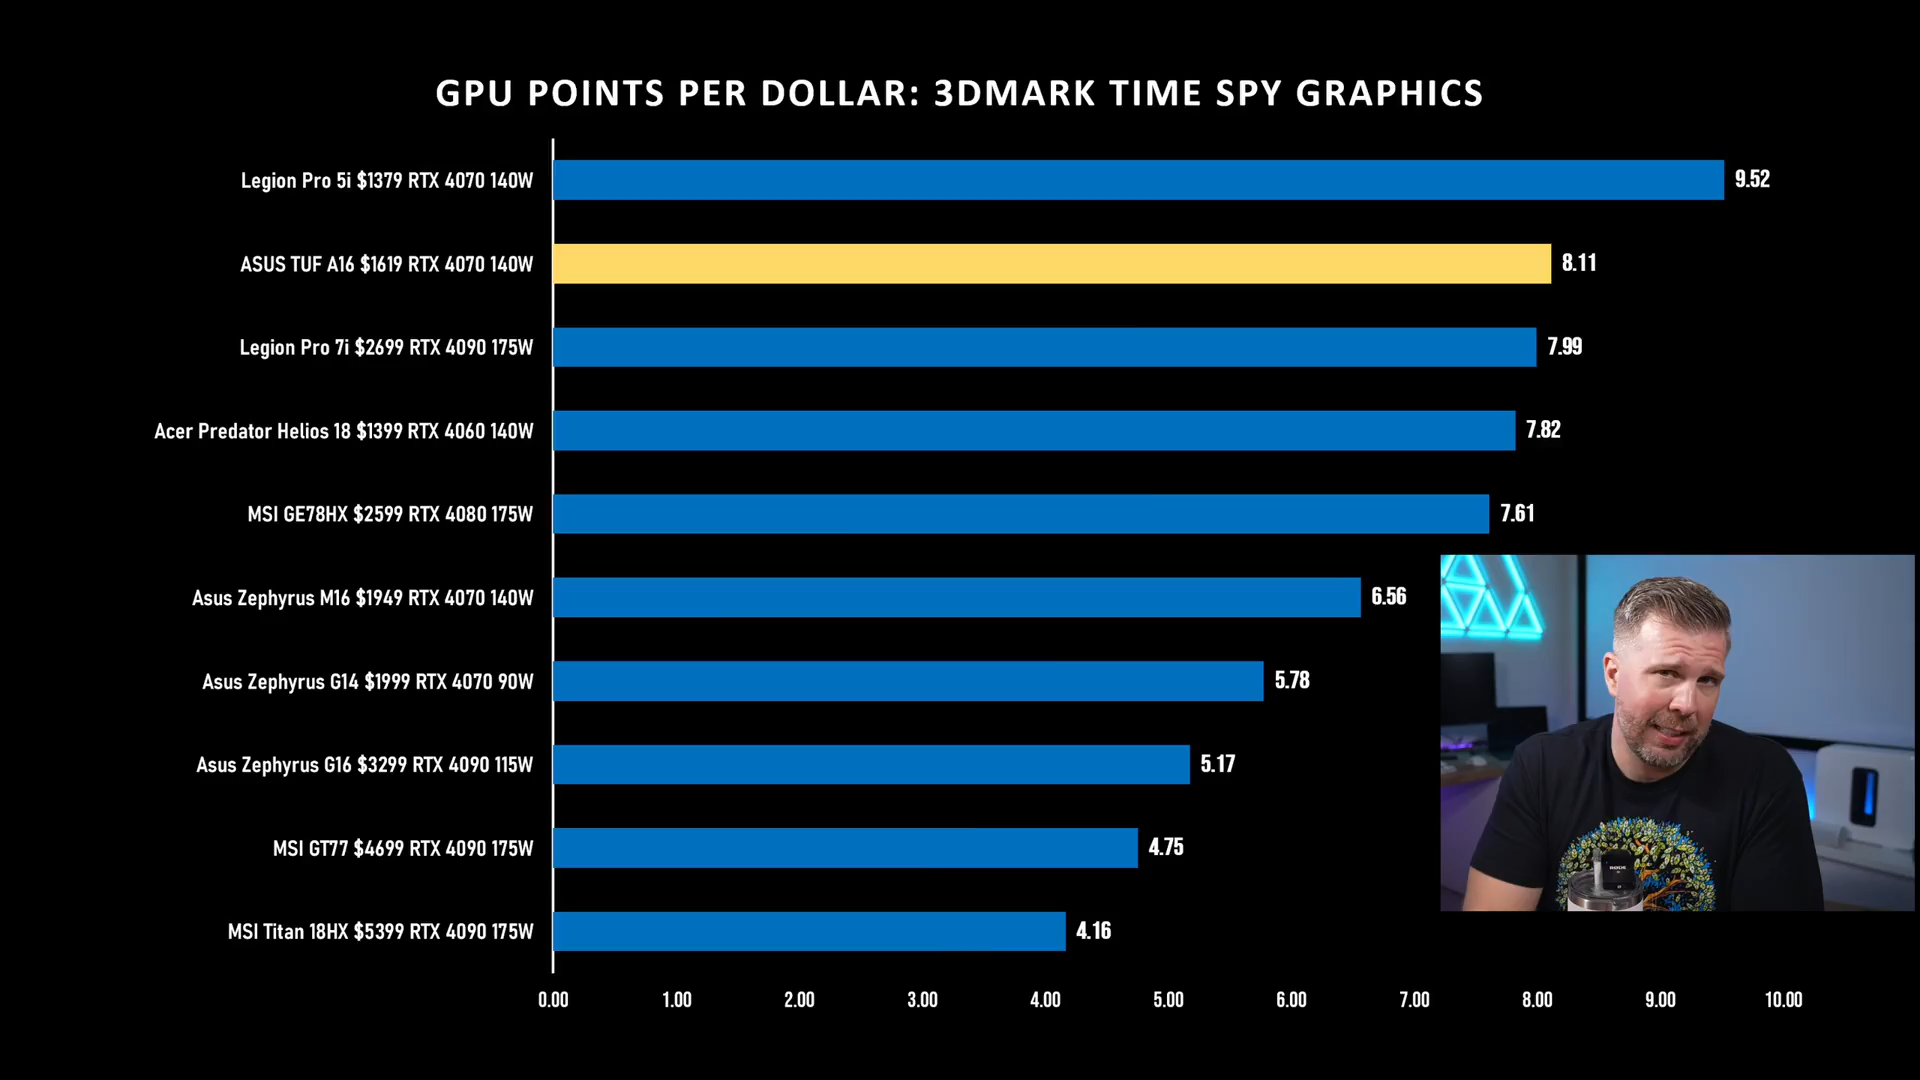 GPU POINTS PER DOLLAR: 3DMARK TIME SPY GRAPHICS
Legion Pro 5i $1379 RTX 4070 140W 9.52
ASUS TUF A16 $1619 RTX 4070 140W 8.11
Legion Pro 7i $2699 RTX 4090 175W 7.99
Acer Predator Helios 18 $1399 RTX 4060 140W 7.82
MSI GE78HX $2599 RTX 4080 175W 7.61
Asus Zephyrus M16 $1949 RTX 4070 140W 6.56
Asus Zephyrus G14 $1999 RTX 4070 90W 5.78
Asus Zephyrus G16 $3299 RTX 4090 115W 5.17
MSI GT77 $4699 RTX 4090 175W 4.75
MSI Titan 18HX $5399 RTX 4090 175W 4.16
0.00 1.00 2.00 3.00 4.00 5.00 6.00 7.00 8.00 9.00 10.00
RODE